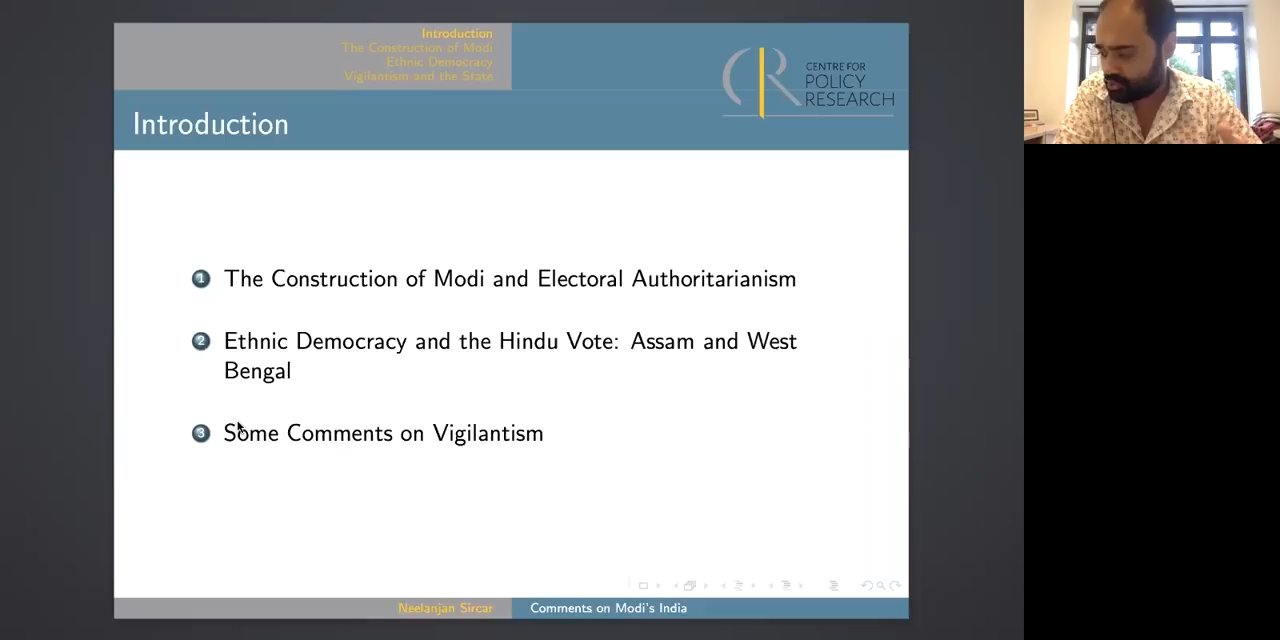 Introduction
The Construction of Modi
Ethnic Democracy
Vigilantism and the State
CENTRE FOR
POLICY
RESEARCH
Introduction
1 The Construction of Modi and Electoral Authoritarianism
2 Ethnic Democracy and the Hindu Vote: Assam and West
Bengal
3 Some Comments on Vigilantism
Neelanjan Sircar Comments on Modi's India